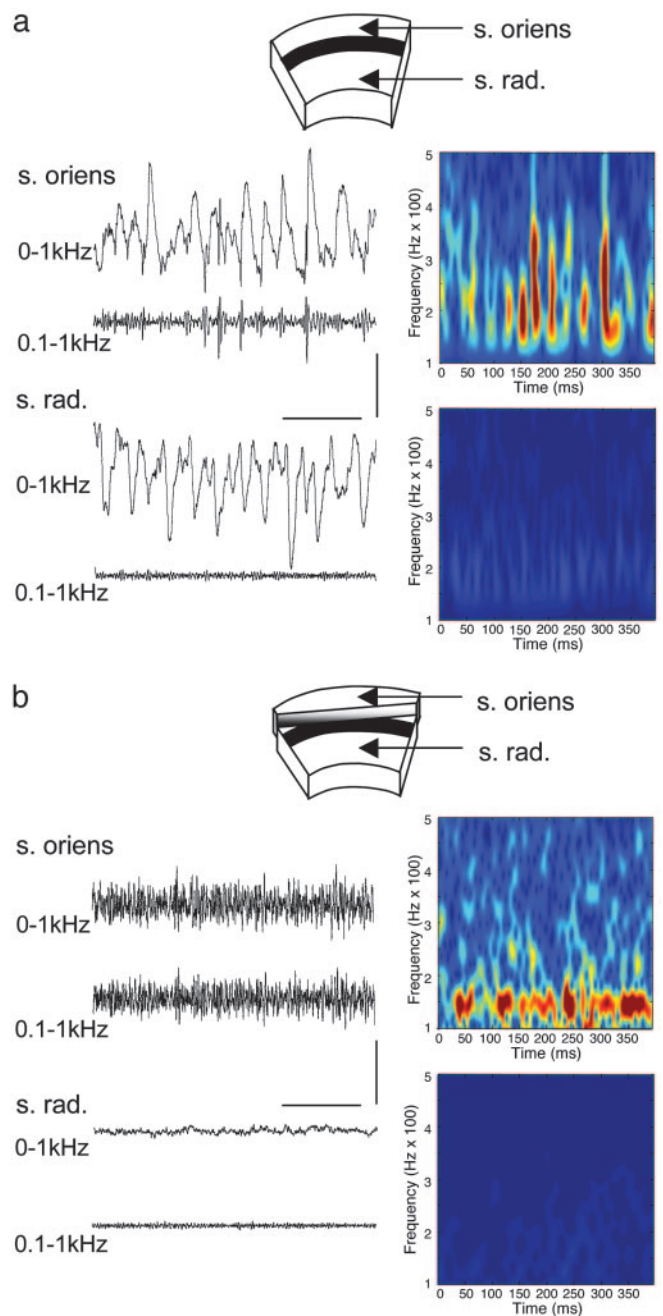 a
s. oriens
s. rad.
s. oriens
0-1kHz
0.1-1kHz
s. rad.
0-1kHz
0.1-1kHz
Frequency (Hz x 100)
5
4
3
2
1
0 50 100 150 200 250 300 350
Time (ms)
Frequency (Hz x 100)
5
4
3
2
1
0 50 100 150 200 250 300 350
Time (ms)
b
s. oriens
s. rad.
s. oriens
0-1kHz
0.1-1kHz
s. rad.
0-1kHz
0.1-1kHz
Frequency (Hz x 100)
5
4
3
2
1
0 50 100 150 200 250 300 350
Time (ms)
Frequency (Hz x 100)
5
4
3
2
1
0 50 100 150 200 250 300 350
Time (ms)